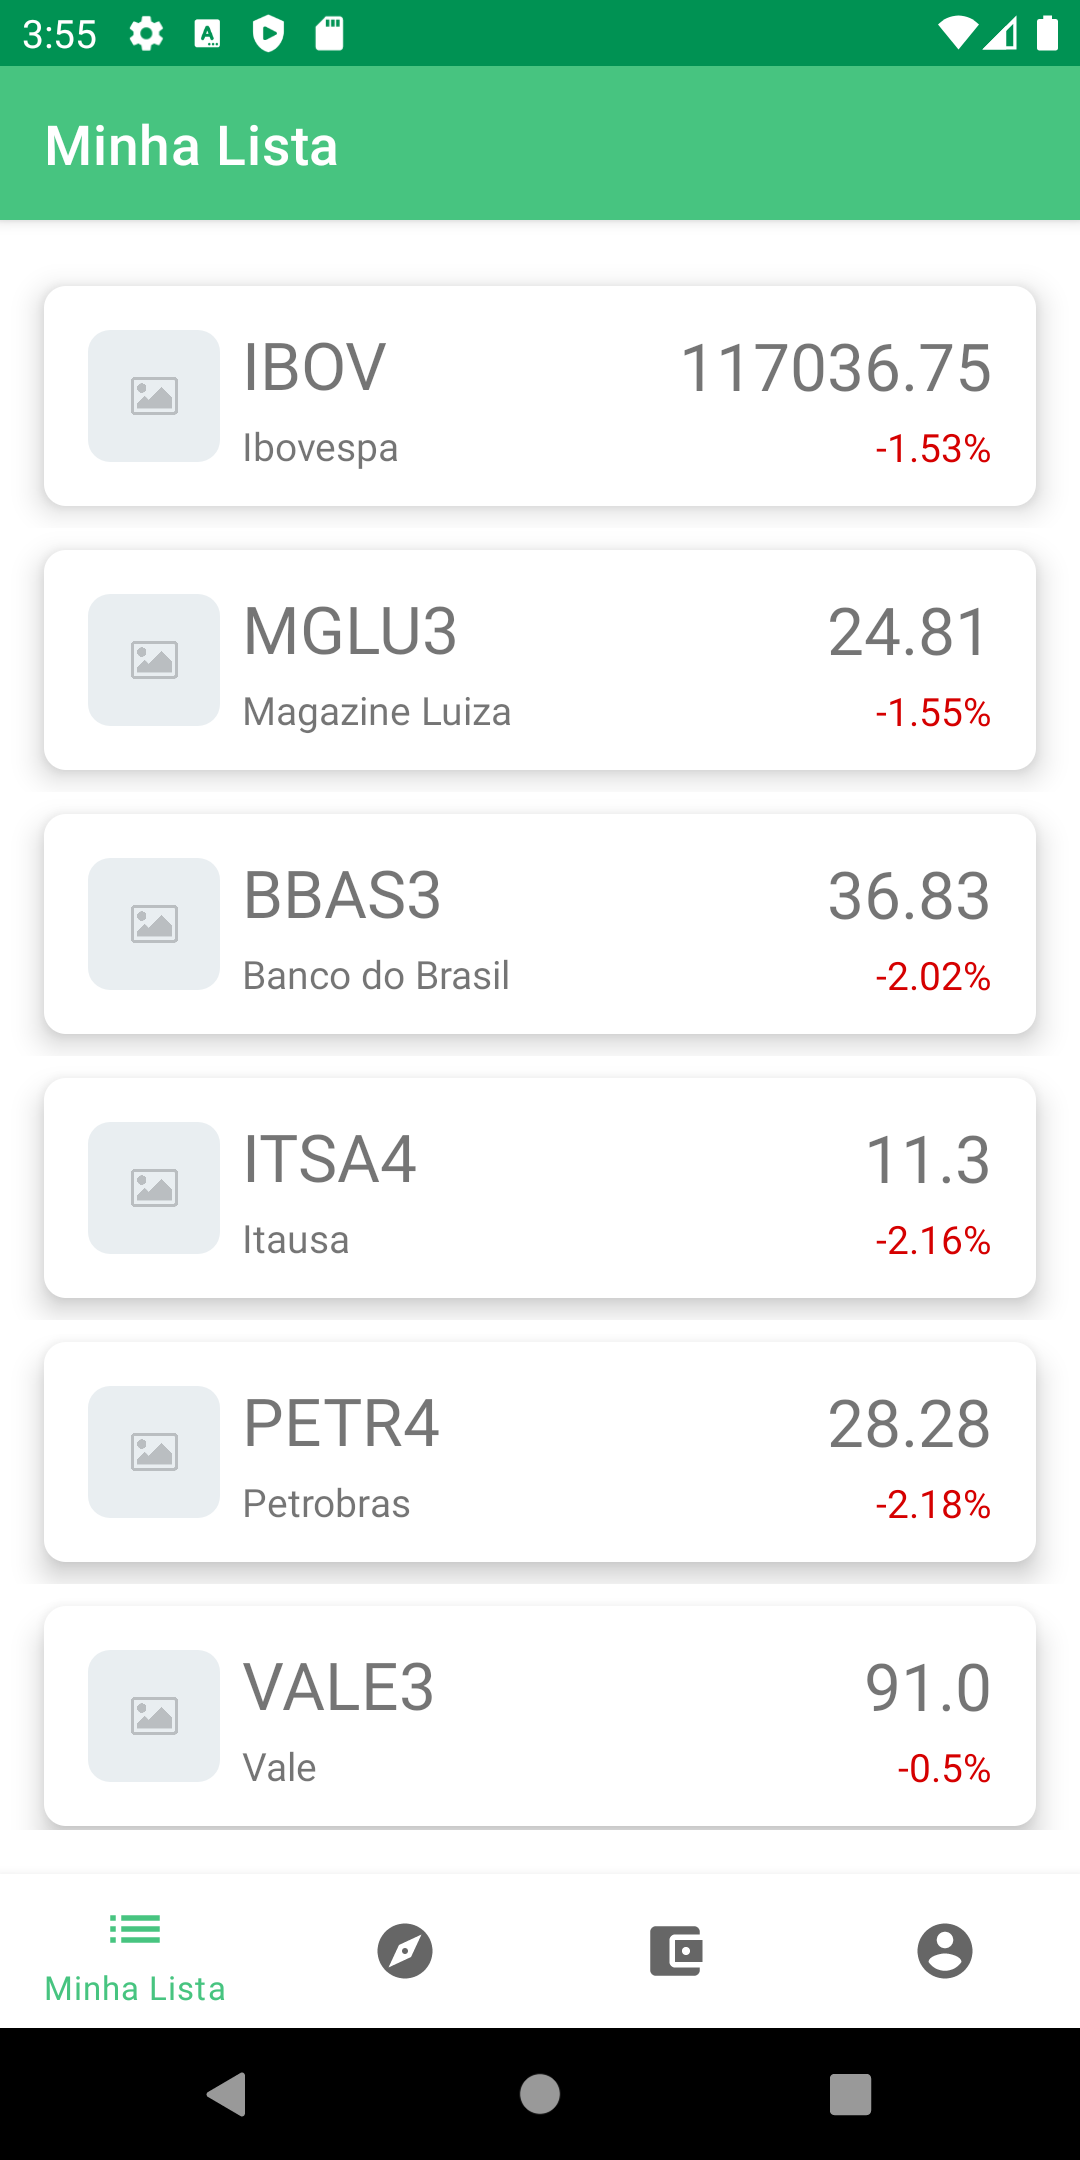 3:55
Minha Lista
IBOV 117036.75
Ibovespa -1.53%
MGLU3 24.81
Magazine Luiza -1.55%
BBAS3 36.83
Banco do Brasil -2.02%
ITSA4 11.3
Itausa -2.16%
PETR4 28.28
Petrobras -2.18%
VALE3 91.0
Vale -0.5%
Minha Lista